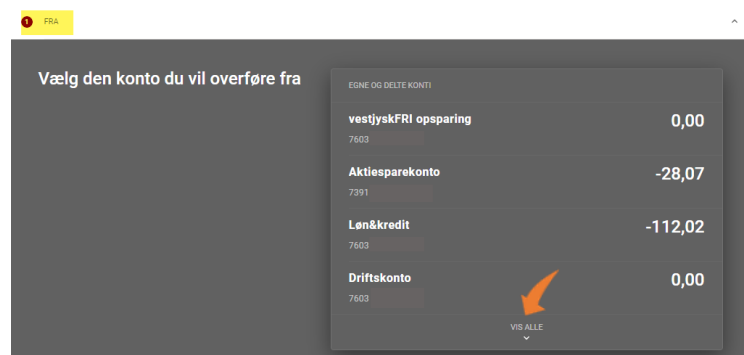 1 FRA
Vælg den konto du vil overføre fra
EGNE OG DELTE KONTI
vestjyskFRI opsparing 0,00
7603
Aktiesparekonto -28,07
7391
Løn&kredit -112,02
7603
Driftskonto 0,00
7603
VIS ALLE